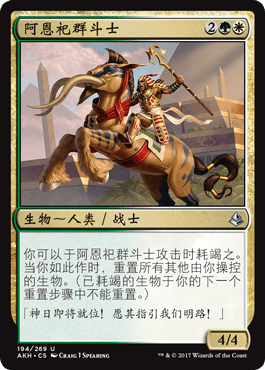 阿恩祀群斗士 2
生物~人类/战士
你可以于阿恩祀群斗士攻击时耗竭之。
当你如此作时，重置所有其他由你操控
的生物。（已耗竭的生物于你的下一个
重置步骤中不能重置。）
「神日即将就位！愿其指引我们明路！」
4/4
194/269 U
AKH • CS CRAIG J SPEARING
™ & © 2017 Wizards of the Coast